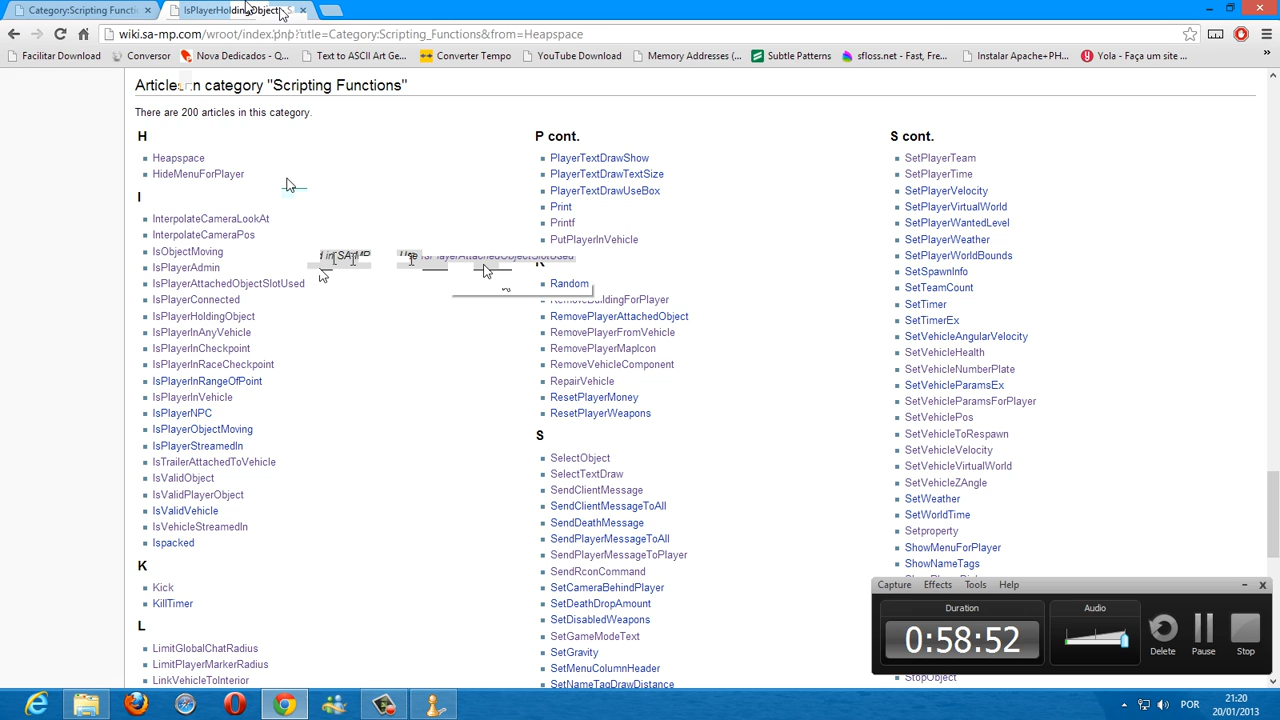 Category:Scripting Functi
IsPlayerHoldingObject
wiki.sa-mp.com/wroot/index.php?title=Category:Scripting_Functions&from=Heapspace
Facilitar Download
Conversor
Nova Dedicados - Q...
Text to ASCII Art Ge...
Converter Tempo
YouTube Download
Memory Addresses (...
Subtle Patterns
sfloss.net - Fast, Fre...
Instalar Apache+PH...
Yola - Faça um site ...
»
Articles in category "Scripting Functions"
There are 200 articles in this category.
H
Heapspace
HideMenuForPlayer
I
InterpolateCameraLookAt
InterpolateCameraPos
IsObjectMoving
IsPlayerAdmin
IsPlayerAttachedObjectSlotUsed
IsPlayerConnected
IsPlayerHoldingObject
IsPlayerInAnyVehicle
IsPlayerInCheckpoint
IsPlayerInRaceCheckpoint
IsPlayerInRangeOfPoint
IsPlayerInVehicle
IsPlayerNPC
IsPlayerObjectMoving
IsPlayerStreamedIn
IsTrailerAttachedToVehicle
IsValidObject
IsValidPlayerObject
IsValidVehicle
IsVehicleStreamedIn
Ispacked
K
Kick
KillTimer
L
LimitGlobalChatRadius
LimitPlayerMarkerRadius
LinkVehicleToInterior
SA-MP
Use IsPlayerAttachedObjectSlotUsed
P cont.
PlayerTextDrawShow
PlayerTextDrawTextSize
PlayerTextDrawUseBox
Print
Printf
PutPlayerInVehicle
R
Random
RemoveBuildingForPlayer
RemovePlayerAttachedObject
RemovePlayerFromVehicle
RemovePlayerMapIcon
RemoveVehicleComponent
RepairVehicle
ResetPlayerMoney
ResetPlayerWeapons
S
SelectObject
SelectTextDraw
SendClientMessage
SendClientMessageToAll
SendDeathMessage
SendPlayerMessageToAll
SendPlayerMessageToPlayer
SendRconCommand
SetCameraBehindPlayer
SetDeathDropAmount
SetDisabledWeapons
SetGameModeText
SetGravity
SetMenuColumnHeader
SetNameTagDrawDistance
S cont.
SetPlayerTeam
SetPlayerTime
SetPlayerVelocity
SetPlayerVirtualWorld
SetPlayerWantedLevel
SetPlayerWeather
SetPlayerWorldBounds
SetSpawnInfo
SetTeamCount
SetTimer
SetTimerEx
SetVehicleAngularVelocity
SetVehicleHealth
SetVehicleNumberPlate
SetVehicleParamsEx
SetVehicleParamsForPlayer
SetVehiclePos
SetVehicleToRespawn
SetVehicleVelocity
SetVehicleVirtualWorld
SetVehicleZAngle
SetWeather
SetWorldTime
Setproperty
ShowMenuForPlayer
ShowNameTags
StopObject
Capture Effects Tools Help
Duration
0:58:52
Audio
Delete
Pause
Stop
POR
21:20
20/01/2013